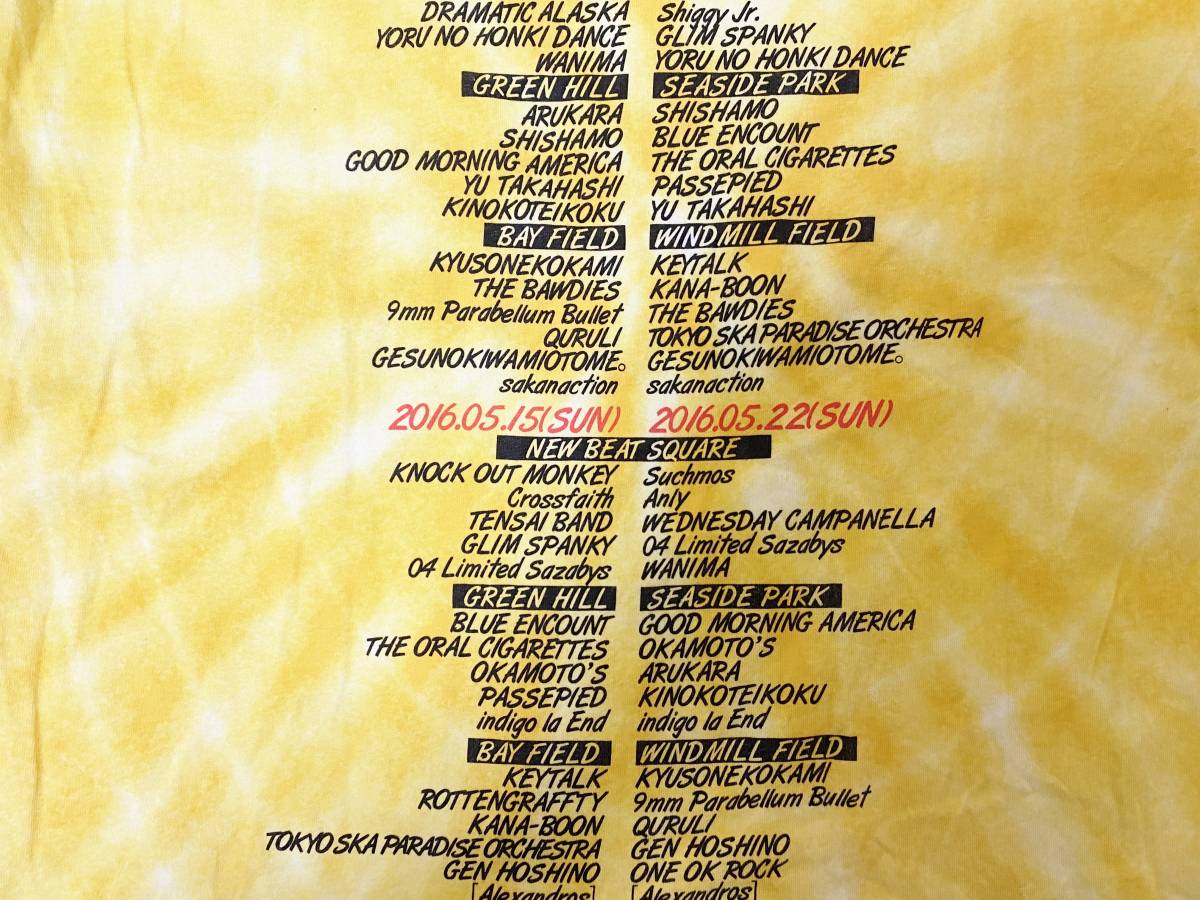 DRAMATIC ALASKA Shiggy Jr.
YORU NO HONKI DANCE GLIM SPANKY
WANIMA YORU NO HONKI DANCE
GREEN HILL SEASIDE PARK
ARUKARA SHISHAMO
SHISHAMO BLUE ENCOUNT
GOOD MORNING AMERICA THE ORAL CIGARETTES
YU TAKAHASHI PASSEPIED
KINOKOTEIKOKU YU TAKAHASHI
BAY FIELD WINDMILL FIELD
KYUSONEKOKAMI KEYTALK
THE BAWDIES KANA-BOON
9mm Parabellum Bullet THE BAWDIES
QURULI TOKYO SKA PARADISE ORCHESTRA
GESUNOKIWAMIOTOME。 GESUNOKIWAMIOTOME。
sakanaction sakanaction
2016.05.15(SUN) 2016.05.22(SUN)
NEW BEAT SQUARE
KNOCK OUT MONKEY Suchmos
Crossfaith Anly
TENSAI BAND WEDNESDAY CAMPANELLA
GLIM SPANKY 04 Limited Sazabys
04 Limited Sazabys WANIMA
GREEN HILL SEASIDE PARK
BLUE ENCOUNT GOOD MORNING AMERICA
THE ORAL CIGARETTES OKAMOTO'S
OKAMOTO'S ARUKARA
PASSEPIED KINOKOTEIKOKU
indigo la End indigo la End
BAY FIELD WINDMILL FIELD
KEYTALK KYUSONEKOKAMI
ROTTENGRAFFTY 9mm Parabellum Bullet
KANA-BOON QURULI
TOKYO SKA PARADISE ORCHESTRA GEN HOSHINO
GEN HOSHINO ONE OK ROCK
[Alexandros] [Alexandros]